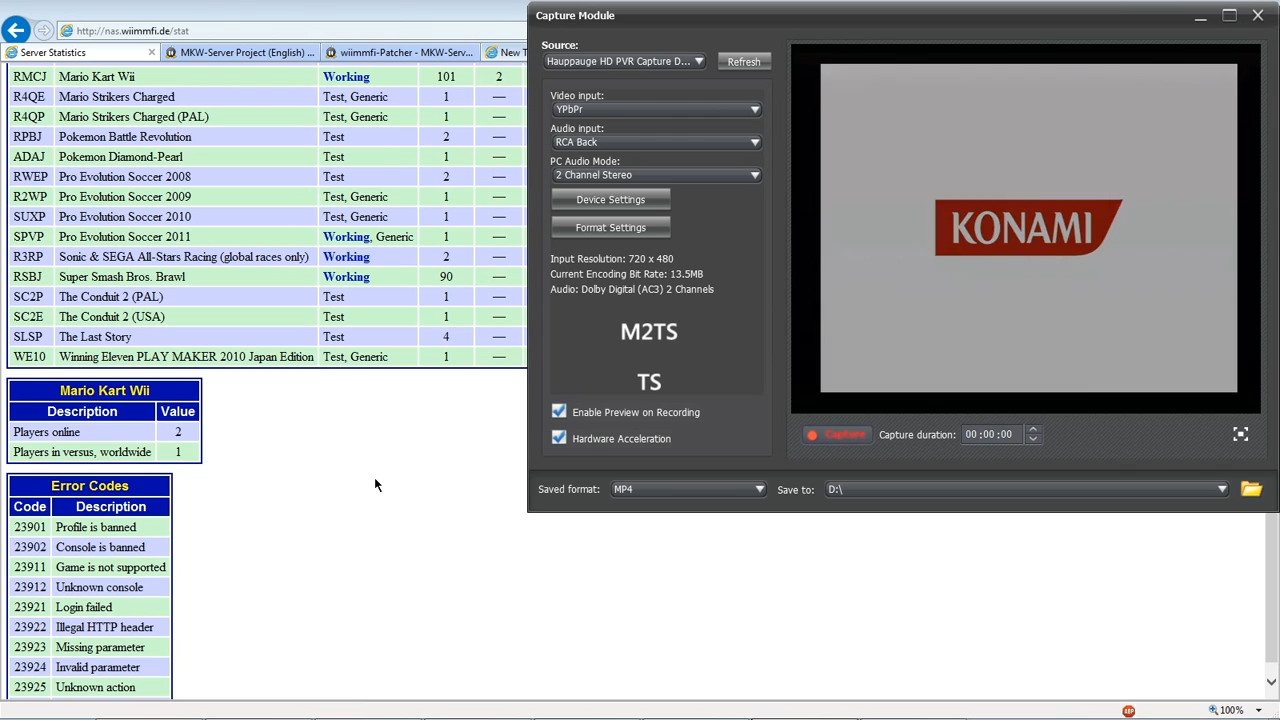 http://nas.wiimmfi.de/stat
Server Statistics
MKW-Server Project (English) ...
wiimmfi-Patcher - MKW-Serv...
New T
RMCJ Mario Kart Wii Working 101 2
R4QE Mario Strikers Charged Test, Generic 1 —
R4QP Mario Strikers Charged (PAL) Test, Generic 1 —
RPBJ Pokemon Battle Revolution Test 2 —
ADAJ Pokemon Diamond-Pearl Test 1 —
RWEP Pro Evolution Soccer 2008 Test 2 —
R2WP Pro Evolution Soccer 2009 Test, Generic 1 —
SUXP Pro Evolution Soccer 2010 Test, Generic 1 —
SPVP Pro Evolution Soccer 2011 Working, Generic 1 —
R3RP Sonic & SEGA All-Stars Racing (global races only) Working 2 —
RSBJ Super Smash Bros. Brawl Working 90 —
SC2P The Conduit 2 (PAL) Test 1 —
SC2E The Conduit 2 (USA) Test 1 —
SLSP The Last Story Test 4 —
WE10 Winning Eleven PLAY MAKER 2010 Japan Edition Test, Generic 1 —
Mario Kart Wii
Description Value
Players online 2
Players in versus, worldwide 1
Error Codes
Code Description
23901 Profile is banned
23902 Console is banned
23911 Game is not supported
23912 Unknown console
23921 Login failed
23922 Illegal HTTP header
23923 Missing parameter
23924 Invalid parameter
23925 Unknown action
Capture Module
Source:
Hauppauge HD PVR Capture D...
Refresh
Video input:
YPbPr
Audio input:
RCA Back
PC Audio Mode:
2 Channel Stereo
Device Settings
Format Settings
Input Resolution: 720 x 480
Current Encoding Bit Rate: 13.5MB
Audio: Dolby Digital (AC3) 2 Channels
M2TS
TS
Enable Preview on Recording
Hardware Acceleration
KONAMI
Capture
Capture duration: 00:00:00
Saved format: MP4
Save to: D:\
ABP
100%